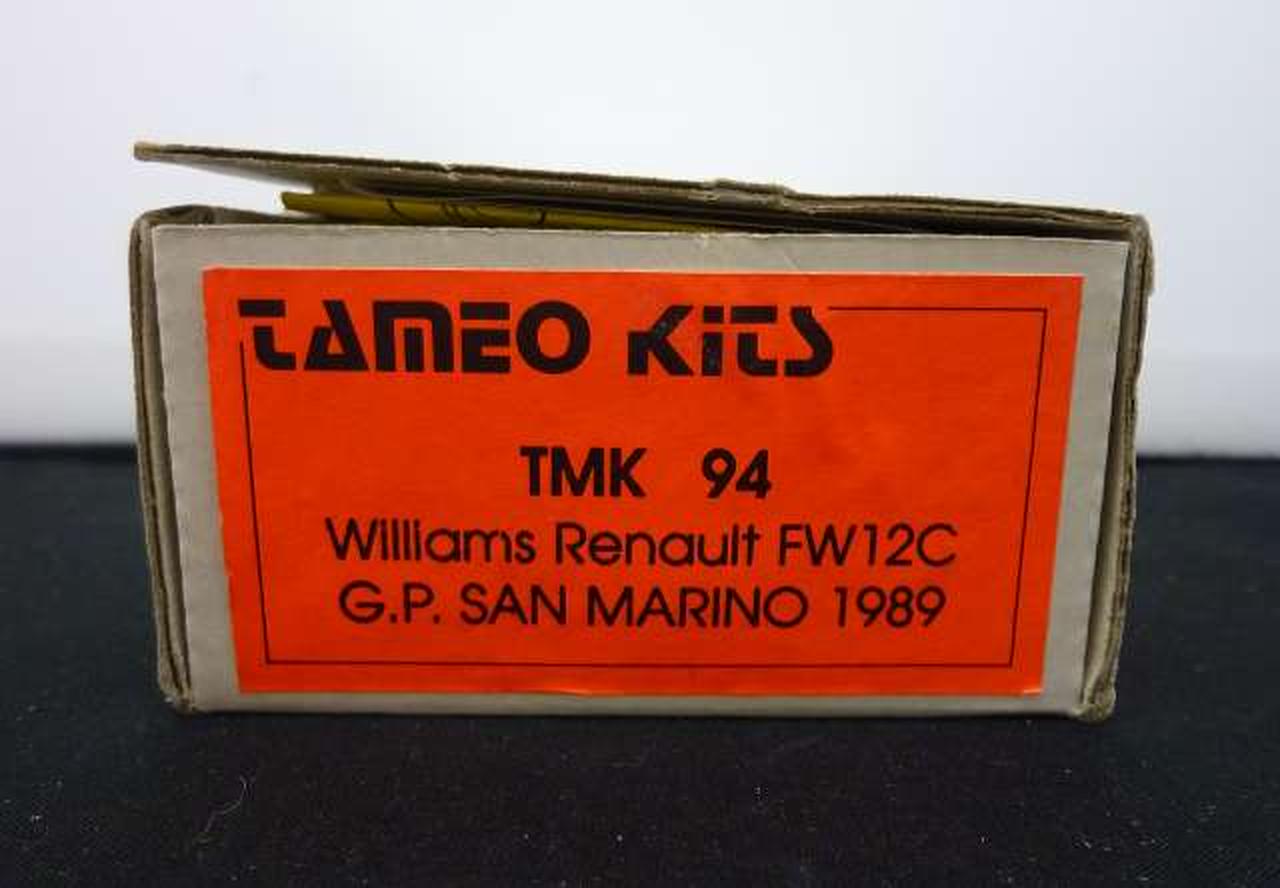 TAMEO KiTS
TMK 94
Williams Renault FW12C
G.P. SAN MARINO 1989